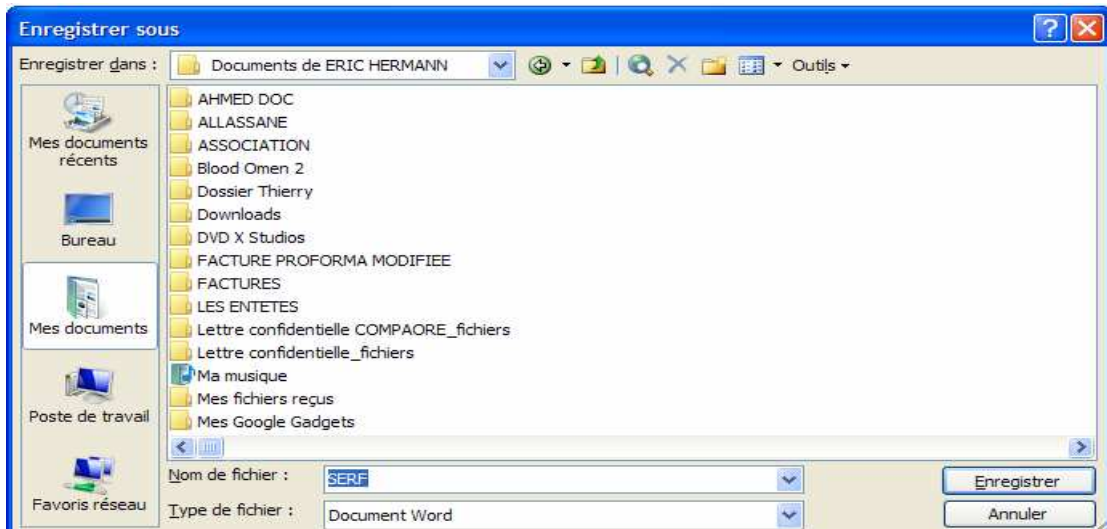 Enregistrer sous
Enregistrer dans : Documents de ERIC HERMANN Outils
Mes documents récents
Bureau
Mes documents
Poste de travail
Favoris réseau
AHMED DOC
ALLASSANE
ASSOCIATION
Blood Omen 2
Dossier Thierry
Downloads
DVD X Studios
FACTURE PROFORMA MODIFIEE
FACTURES
LES ENTETES
Lettre confidentielle COMPAORE_fichiers
Lettre confidentielle_fichiers
Ma musique
Mes fichiers reçus
Mes Google Gadgets
Nom de fichier : SERF Enregistrer
Type de fichier : Document Word Annuler